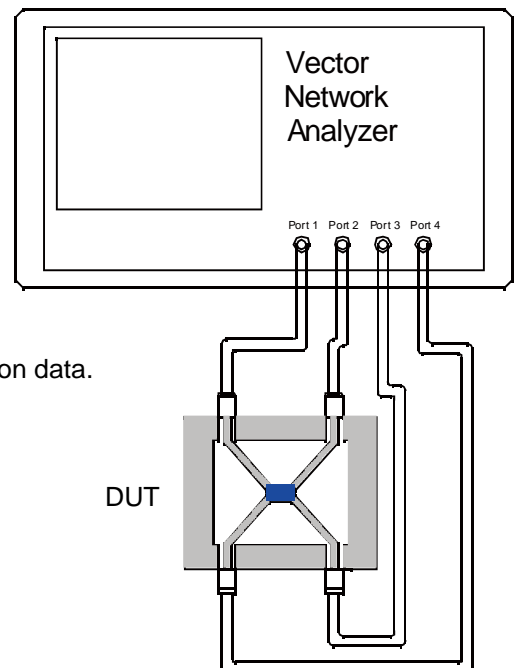 Vector
Network
Analyzer
Port 1 Port 2 Port 3 Port 4
on data.
DUT